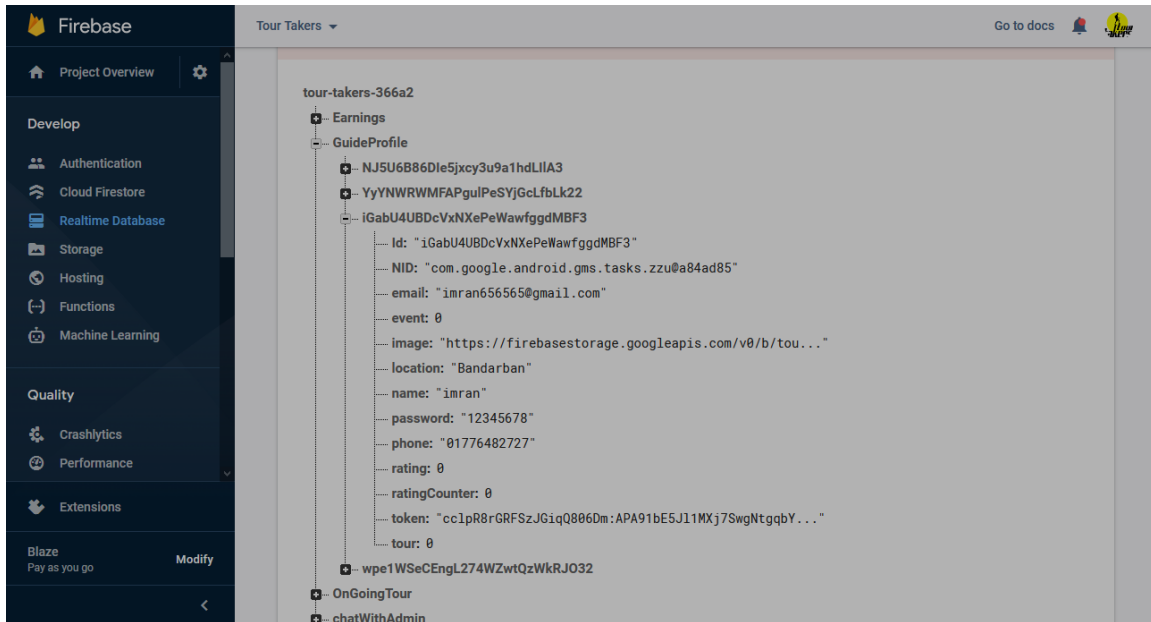 Firebase
Tour Takers
Go to docs
Project Overview
Develop
Authentication
Cloud Firestore
Realtime Database
Storage
Hosting
Functions
Machine Learning
Quality
Crashlytics
Performance
Extensions
Blaze
Pay as you go
Modify
tour-takers-366a2
Earnings
GuideProfile
NJ5U6B86DIe5jxcy3u9a1hdLIlA3
YyYNWRWMFAPgulPeSYjGcLfbLk22
iGabU4UBDcVxNXePeWawfggdMBF3
Id: "iGabU4UBDcVxNXePeWawfggdMBF3"
NID: "com.google.android.gms.tasks.zzu@a84ad85"
email: "imran656565@gmail.com"
event: 0
image: "https://firebasestorage.googleapis.com/v0/b/tou..."
location: "Bandarban"
name: "imran"
password: "12345678"
phone: "01776482727"
rating: 0
ratingCounter: 0
token: "cclpR8rGRFSzJGiqQ806Dm:APA91bE5Jl1MXj7SwgNtgqbY..."
tour: 0
wpe1WSeCEngL274WZwtQzWkRJO32
OnGoingTour
chatWithAdmin